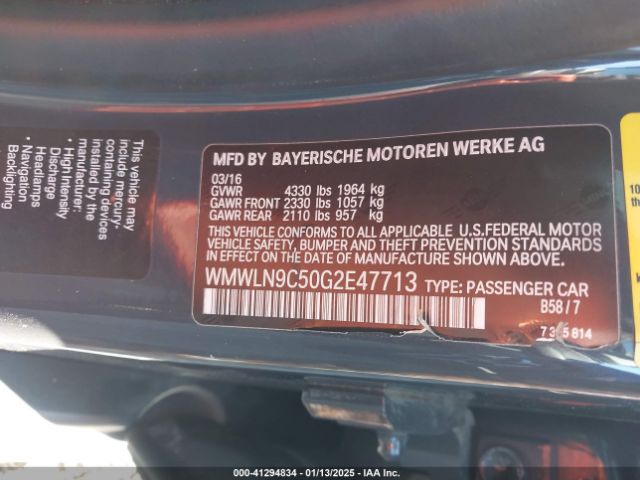 This vehicle may
include mercury-
containing devices
installed by the
manufacturer:
• High Intensity
Discharge
• Headlamps
Backlighting
MFD BY BAYERISCHE MOTOREN WERKE AG
03/16
GVWR 4330 lbs 1964 kg
GAWR FRONT 2330 lbs 1057 kg
GAWR REAR 2110 lbs 957 kg
THIS VEHICLE CONFORMS TO ALL APPLICABLE U.S.FEDERAL MOTOR
VEHICLE SAFETY, BUMPER AND THEFT PREVENTION STANDARDS
IN EFFECT ON THE DATE OF MANUFACTURE SHOWN ABOVE.
WMWLN9C50G2E47713 TYPE: PASSENGER CAR
B58/7
10
th
000-41294834 - 01/13/2025 - IAA Inc.